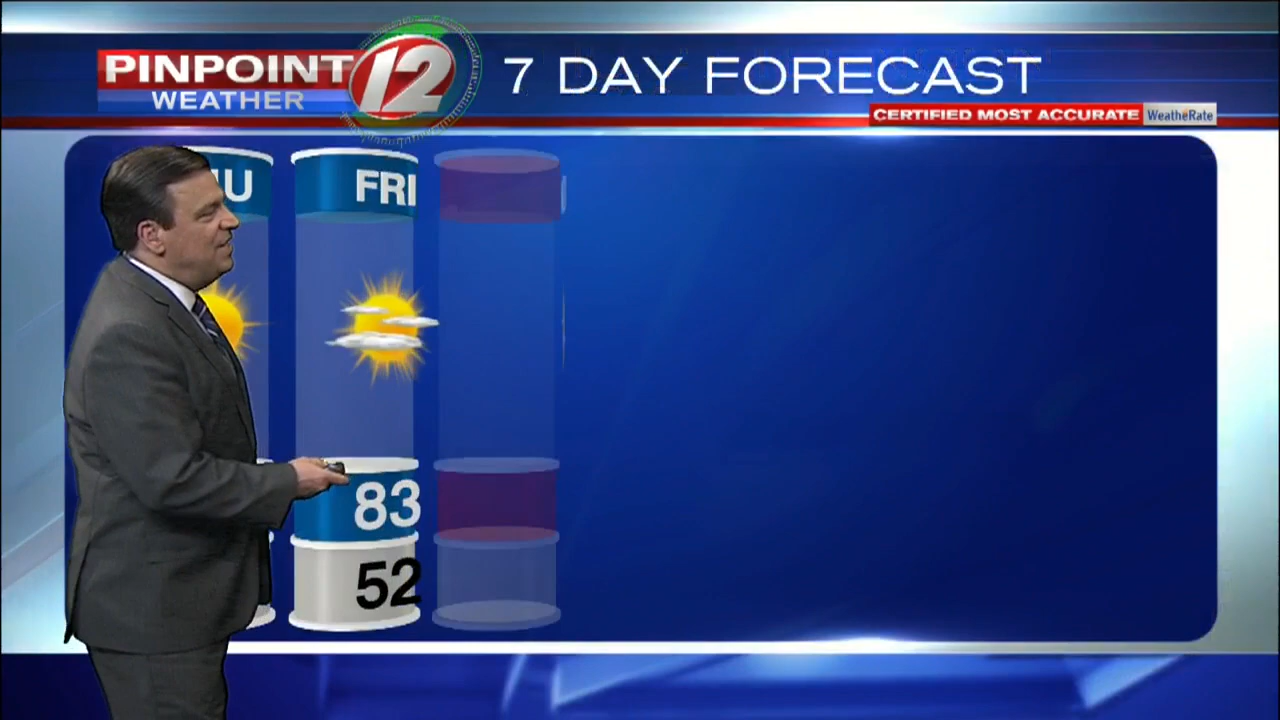 PINPOINT
WEATHER
12
7 DAY FORECAST
CERTIFIED MOST ACCURATE
WeatheRate
FRI
83
52